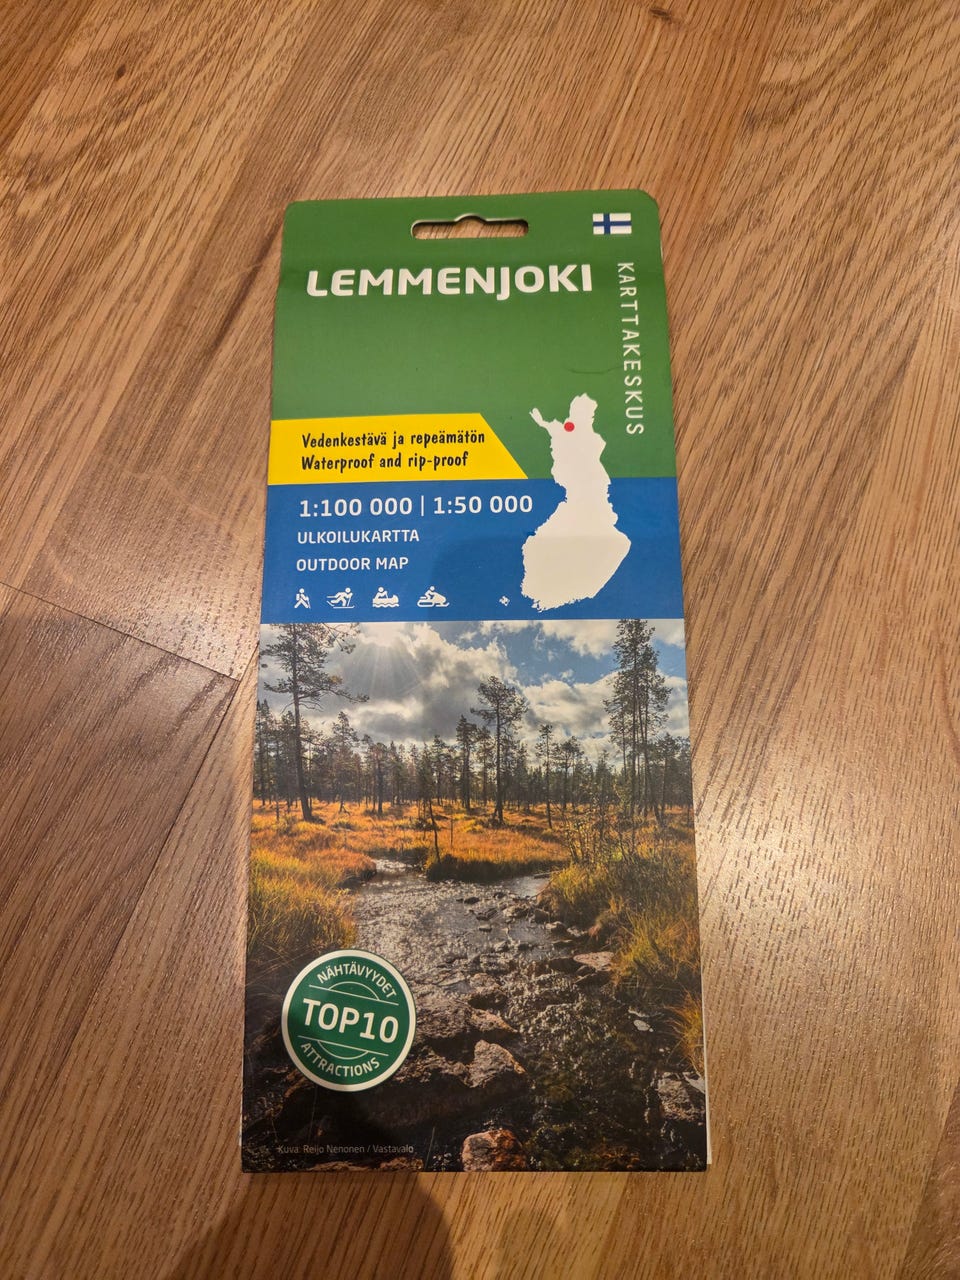 LEMMENJOKI
KARTTAKESKUS
Vedenkestävä ja repeämätön
Waterproof and rip-proof
1:100 000 | 1:50 000
ULKOILUKARTTA
OUTDOOR MAP
NÄHTÄVYYDET
TOP10
ATTRACTIONS
Kuva: Reijo Nenonen / Vastavalo